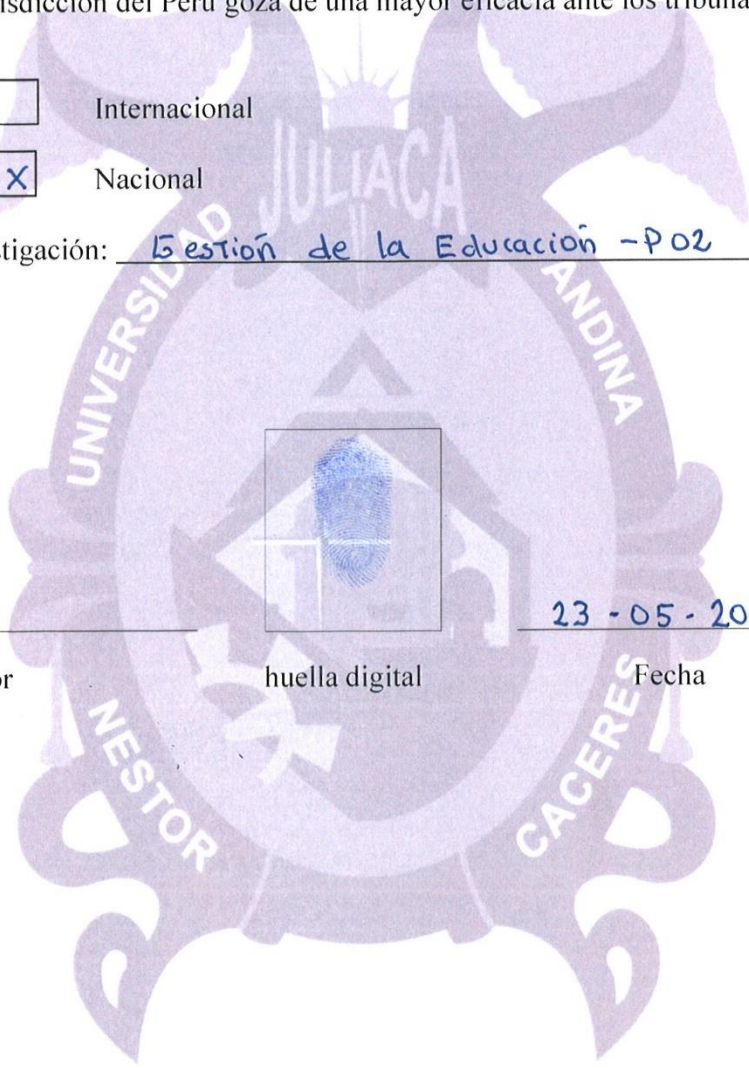 isdicción del Perú goza de una mayor eficacia ante los tribuna
Internacional
X Nacional
tigación: Gestión de la Educación - P02
23 - 05 - 20
or huella digital Fecha
UNIVERSIDAD ANDINA
NESTOR CACERES
JULIACA